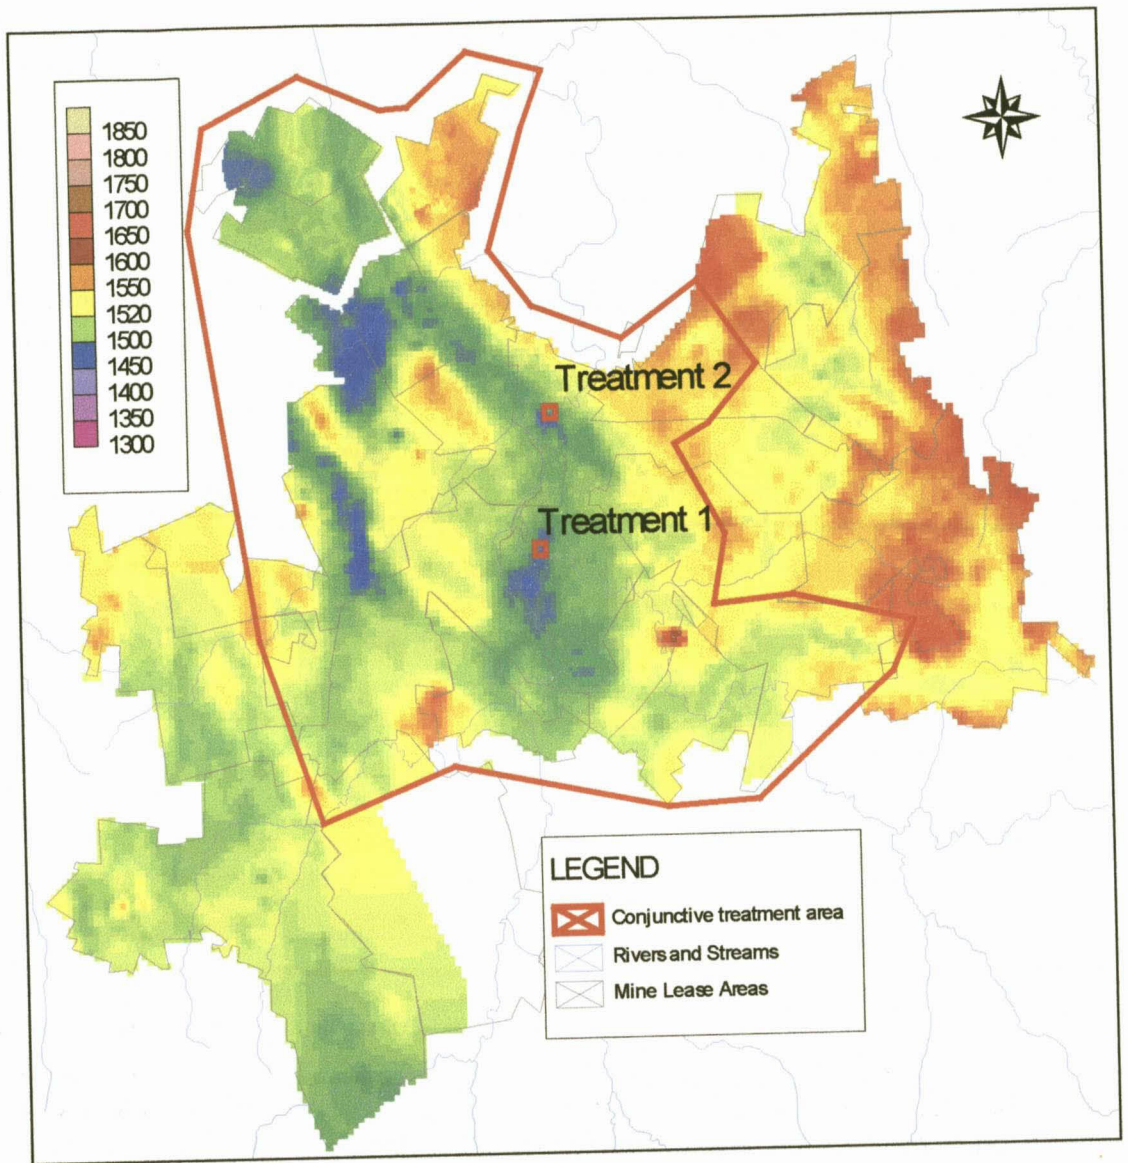 1850
1800
1750
1700
1650
1600
1550
1520
1500
1450
1400
1350
1300
Treatment 2
Treatment 1
LEGEND
Conjunctive treatment area
Rivers and Streams
Mine Lease Areas